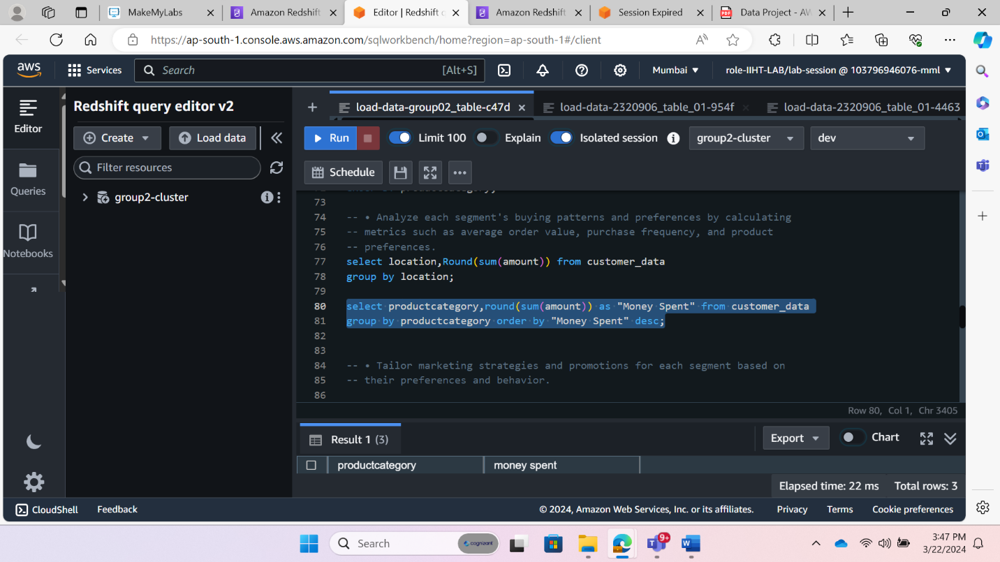 MakeMyLabs
Amazon Redshift
Editor | Redshift
Amazon Redshift
Session Expired
Data Project - AW
https://ap-south-1.console.aws.amazon.com/sqlworkbench/home?region=ap-south-1#/client
aws
Services
Search
[Alt+S]
Mumbai
role-IIHT-LAB/lab-session @ 103796946076-mml
Editor
Queries
Notebooks
Redshift query editor v2
Create
Load data
Filter resources
group2-cluster
load-data-group02_table-c47d
load-data-2320906_table_01-954f
load-data-2320906_table_01-4463
Run
Limit 100
Explain
Isolated session
group2-cluster
dev
Schedule
73
74 -- • Analyze each segment's buying patterns and preferences by calculating
75 -- metrics such as average order value, purchase frequency, and product
76 -- preferences.
77 select location,Round(sum(amount)) from customer_data
78 group by location;
79
80 select productcategory,round(sum(amount)) as "Money Spent" from customer_data
81 group by productcategory order by "Money Spent" desc;
82
83
84 -- • Tailor marketing strategies and promotions for each segment based on
85 -- their preferences and behavior.
86
Row 80, Col 1, Chr 3405
Result 1 (3)
Export
Chart
productcategory money spent
Elapsed time: 22 ms Total rows: 3
CloudShell
Feedback
© 2024, Amazon Web Services, Inc. or its affiliates.
Privacy
Terms
Cookie preferences
Search
cognizant
9+
3:47 PM
3/22/2024